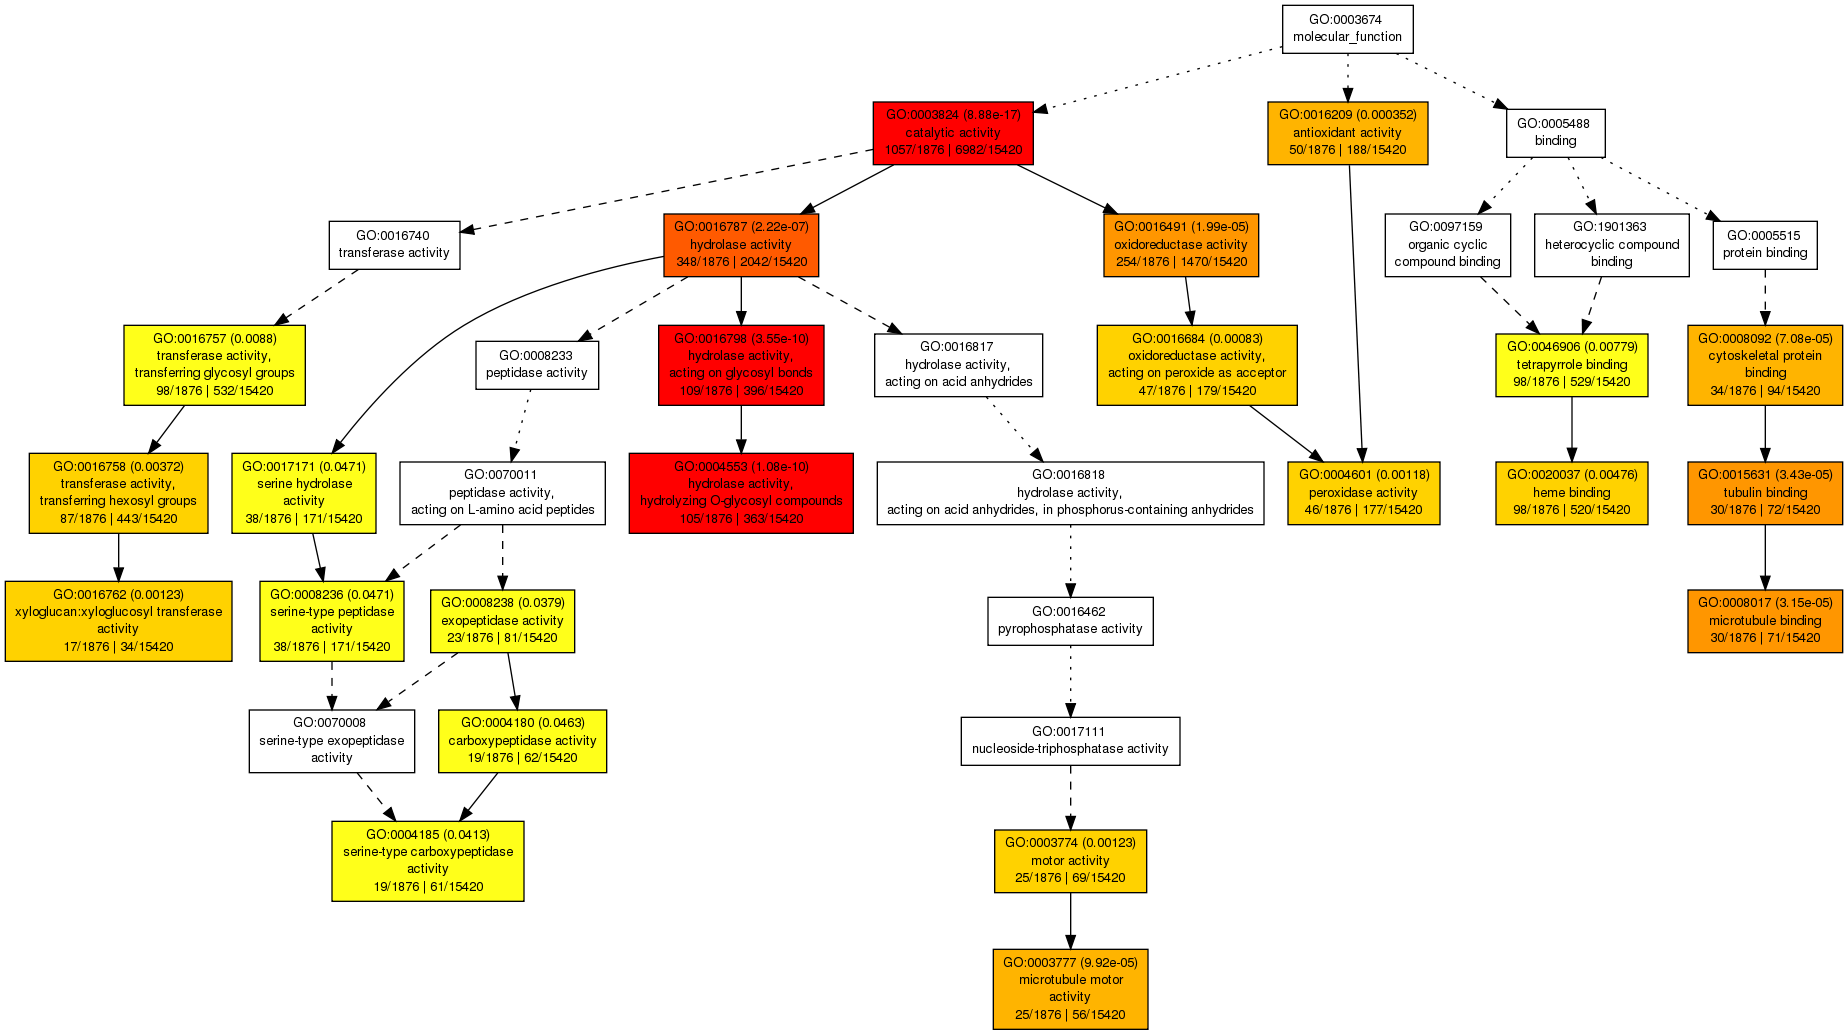 GO:0003674
molecular_function
GO:0003824 (8.88e-17)
catalytic activity
1057/1876 | 6982/15420
GO:0016209 (0.000352)
antioxidant activity
50/1876 | 188/15420
GO:0005488
binding
GO:0016740
transferase activity
GO:0016787 (2.22e-07)
hydrolase activity
348/1876 | 2042/15420
GO:0016491 (1.99e-05)
oxidoreductase activity
254/1876 | 1470/15420
GO:0097159
organic cyclic
compound binding
GO:1901363
heterocyclic compound
binding
GO:0005515
protein binding
GO:0016757 (0.0088)
transferase activity,
transferring glycosyl groups
98/1876 | 532/15420
GO:0008233
peptidase activity
GO:0016798 (3.55e-10)
hydrolase activity,
acting on glycosyl bonds
109/1876 | 396/15420
GO:0016817
hydrolase activity,
acting on acid anhydrides
GO:0016684 (0.00083)
oxidoreductase activity,
acting on peroxide as acceptor
47/1876 | 179/15420
GO:0046906 (0.00779)
tetrapyrrole binding
98/1876 | 529/15420
GO:0008092 (7.08e-05)
cytoskeletal protein
binding
34/1876 | 94/15420
GO:0016758 (0.00372)
transferase activity,
transferring hexosyl groups
87/1876 | 443/15420
GO:0017171 (0.0471)
serine hydrolase
activity
38/1876 | 171/15420
GO:0070011
peptidase activity,
acting on L-amino acid peptides
GO:0004553 (1.08e-10)
hydrolase activity,
hydrolyzing O-glycosyl compounds
105/1876 | 363/15420
GO:0016818
hydrolase activity,
acting on acid anhydrides, in phosphorus-containing anhydrides
GO:0004601 (0.00118)
peroxidase activity
46/1876 | 177/15420
GO:0020037 (0.00476)
heme binding
98/1876 | 520/15420
GO:0015631 (3.43e-05)
tubulin binding
30/1876 | 72/15420
GO:0016762 (0.00123)
xyloglucan:xyloglucosyl transferase
activity
17/1876 | 34/15420
GO:0008236 (0.0471)
serine-type peptidase
activity
38/1876 | 171/15420
GO:0008238 (0.0379)
exopeptidase activity
23/1876 | 81/15420
GO:0016462
pyrophosphatase activity
GO:0008017 (3.15e-05)
microtubule binding
30/1876 | 71/15420
GO:0070008
serine-type exopeptidase
activity
GO:0004180 (0.0463)
carboxypeptidase activity
19/1876 | 62/15420
GO:0017111
nucleoside-triphosphatase activity
GO:0004185 (0.0413)
serine-type carboxypeptidase
activity
19/1876 | 61/15420
GO:0003774 (0.00123)
motor activity
25/1876 | 69/15420
GO:0003777 (9.92e-05)
microtubule motor
activity
25/1876 | 56/15420